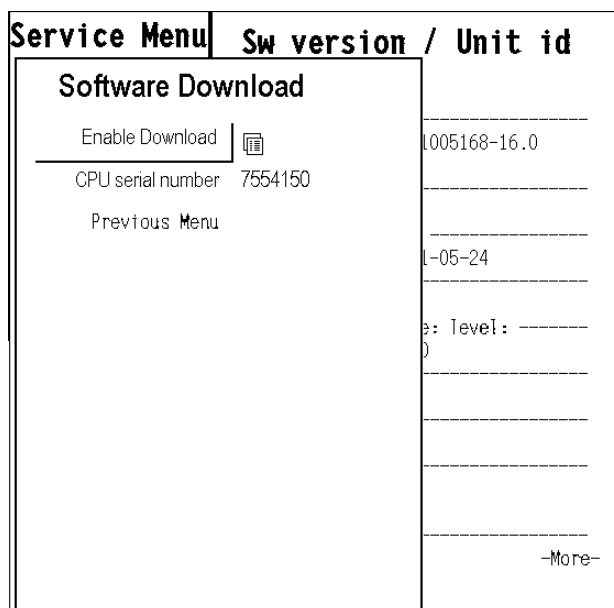 Service Menu
Sw version / Unit id
Software Download
Enable Download
CPU serial number 7554150
Previous Menu
1005168-16.0
-05-24
level: -------
-More-